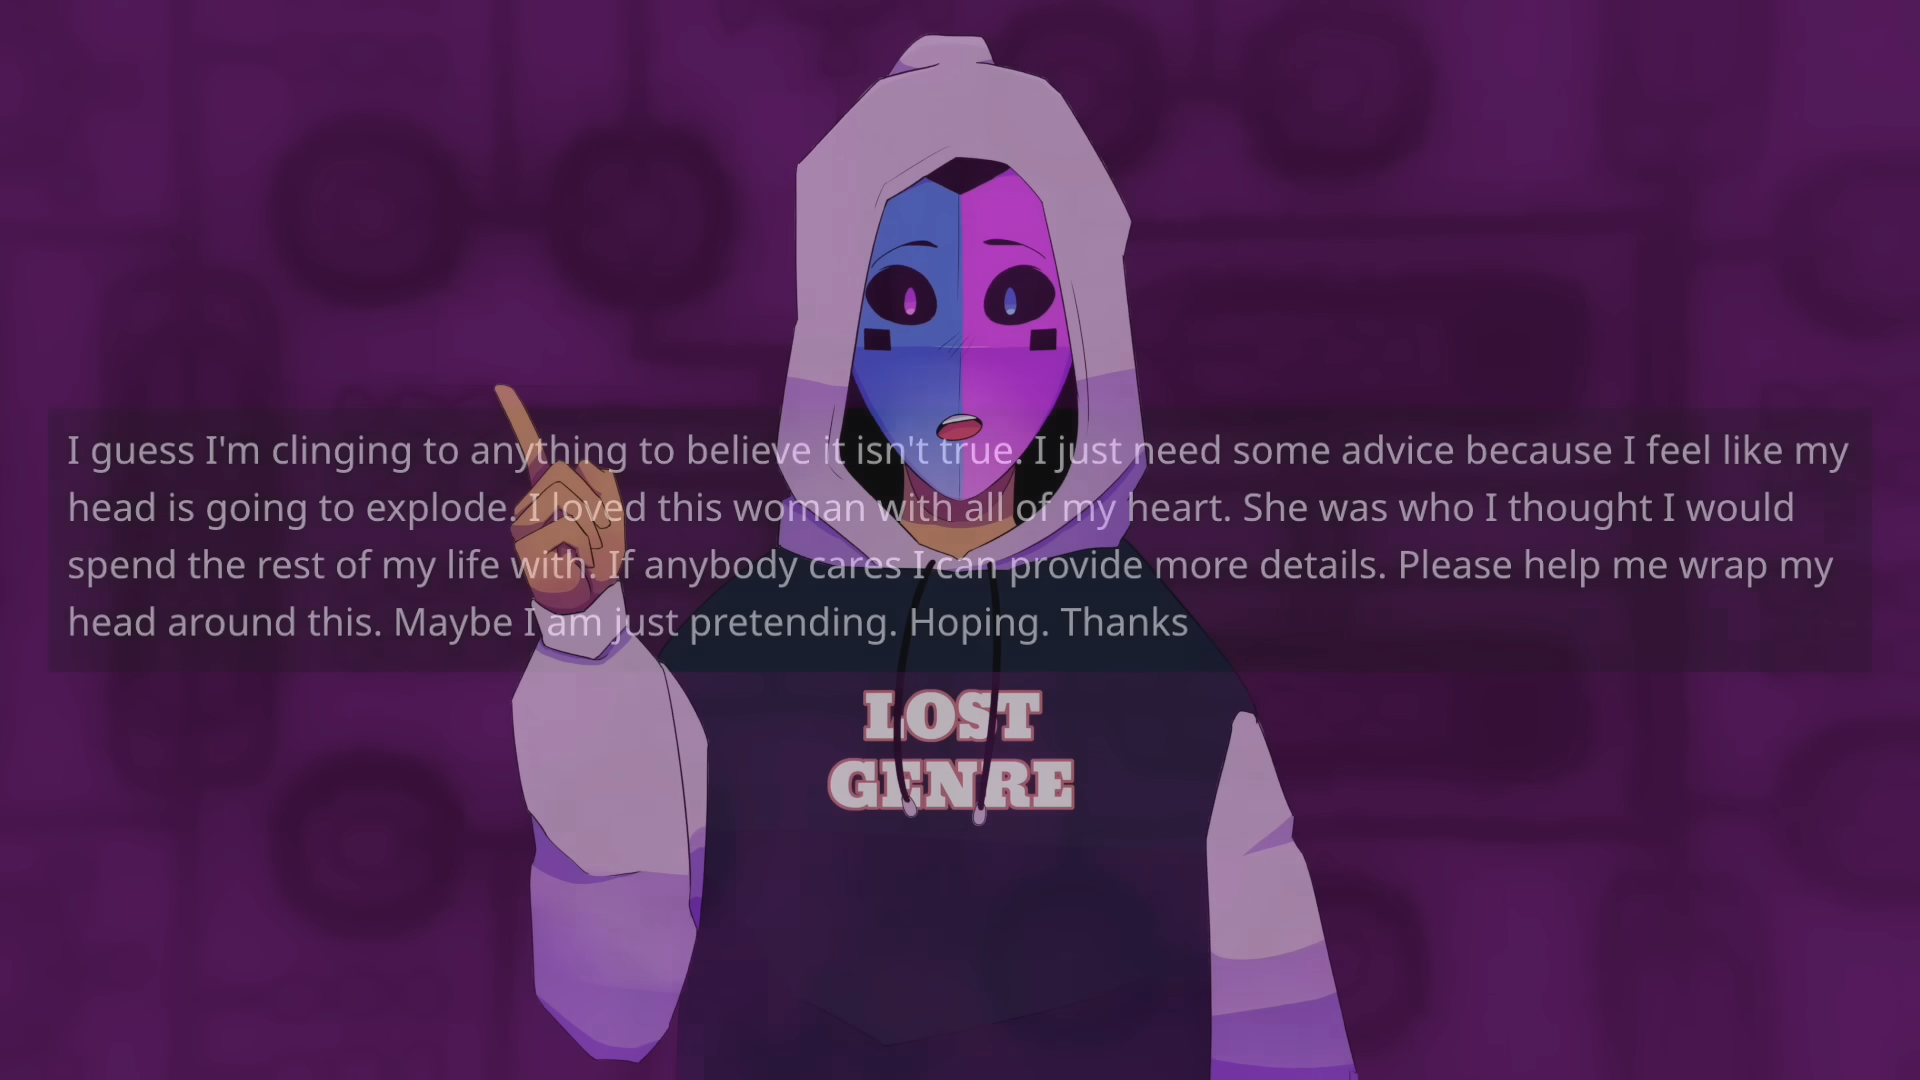 I guess I'm clinging to anything to believe it isn't true. I just need some advice because I feel like my
head is going to explode. I loved this woman with all of my heart. She was who I thought I would
spend the rest of my life with. If anybody cares I can provide more details. Please help me wrap my
head around this. Maybe I am just pretending. Hoping. Thanks
LOST
GENRE